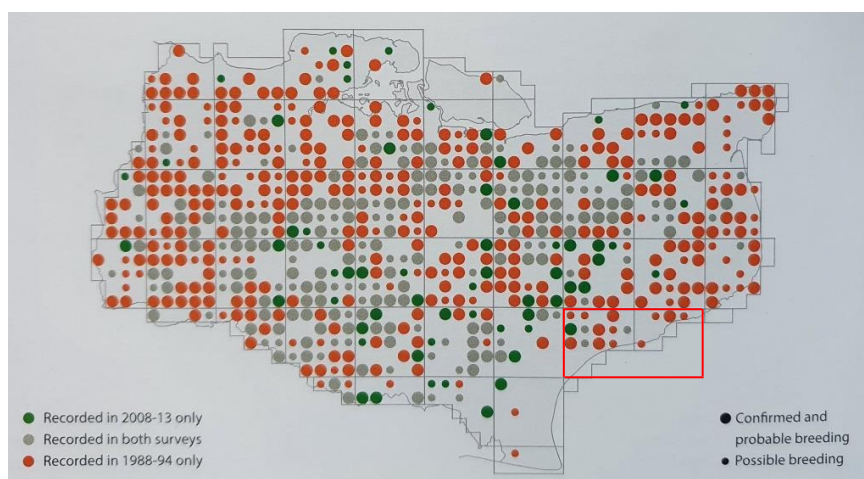 Recorded in 2008-13 only
Recorded in both surveys
Recorded in 1988-94 only
Confirmed and
probable breeding
Possible breeding